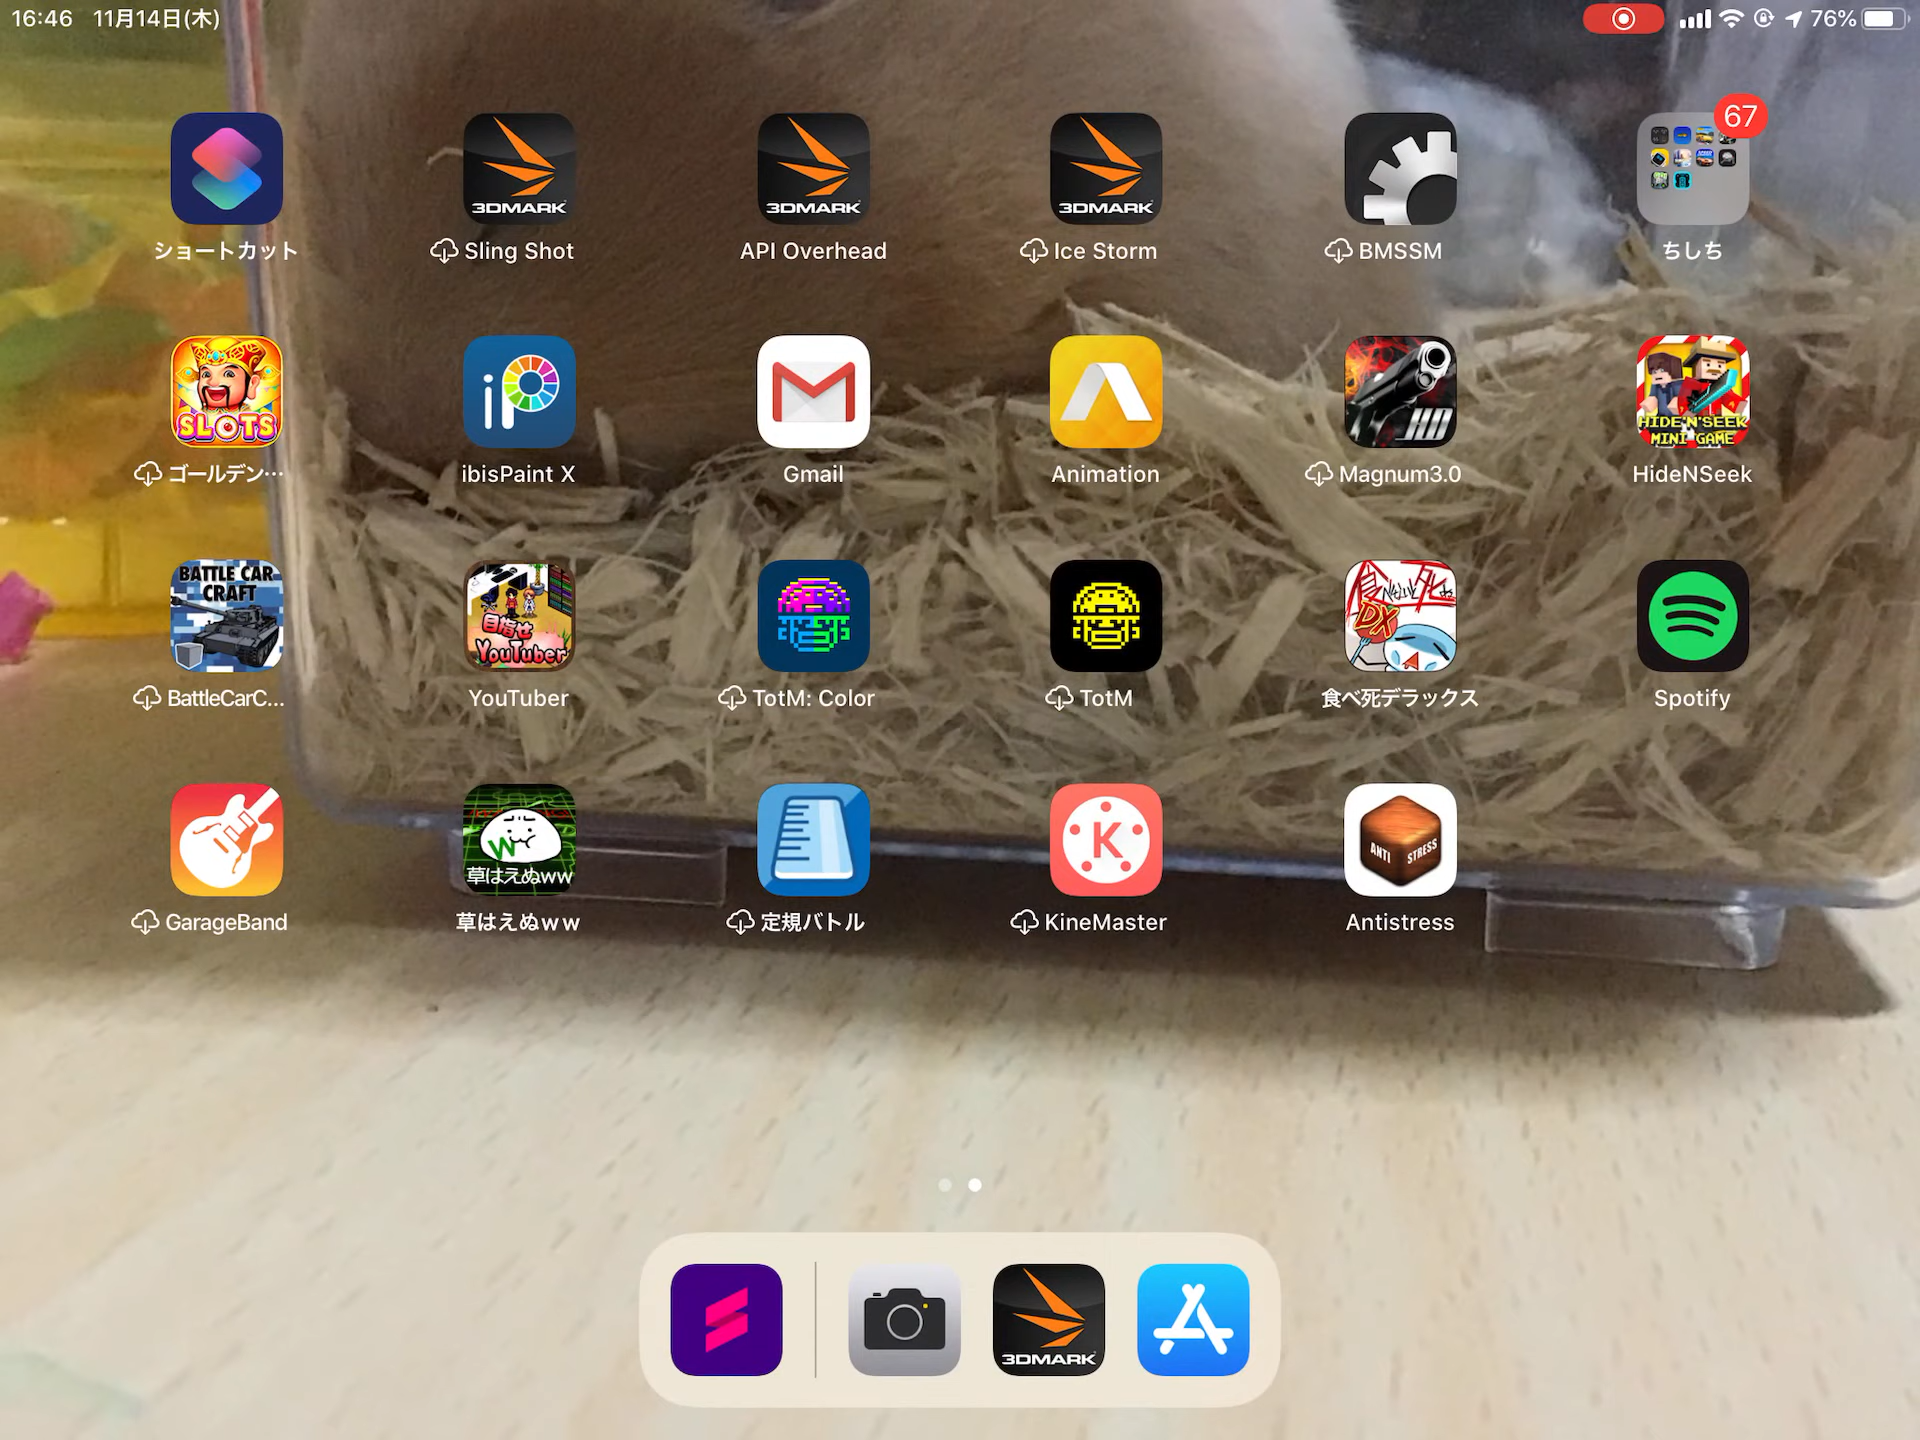 16:46 11月14日(木)
76%
67
3DMARK
3DMARK
3DMARK
ショートカット
Sling Shot
API Overhead
Ice Storm
BMSSM
ちしち
SLOTS
iP
HD
HIDE'N'SEEK
MINI GAME
ゴールデン…
ibisPaint X
Gmail
Animation
Magnum3.0
HideNSeek
BATTLE CAR
CRAFT
目指せ
YouTuber
DX
BattleCarC...
YouTuber
TotM: Color
TotM
食べ死デラックス
Spotify
W
草はえぬww
K
ANTI STRESS
GarageBand
草はえぬｗｗ
定規バトル
KineMaster
Antistress
3DMARK